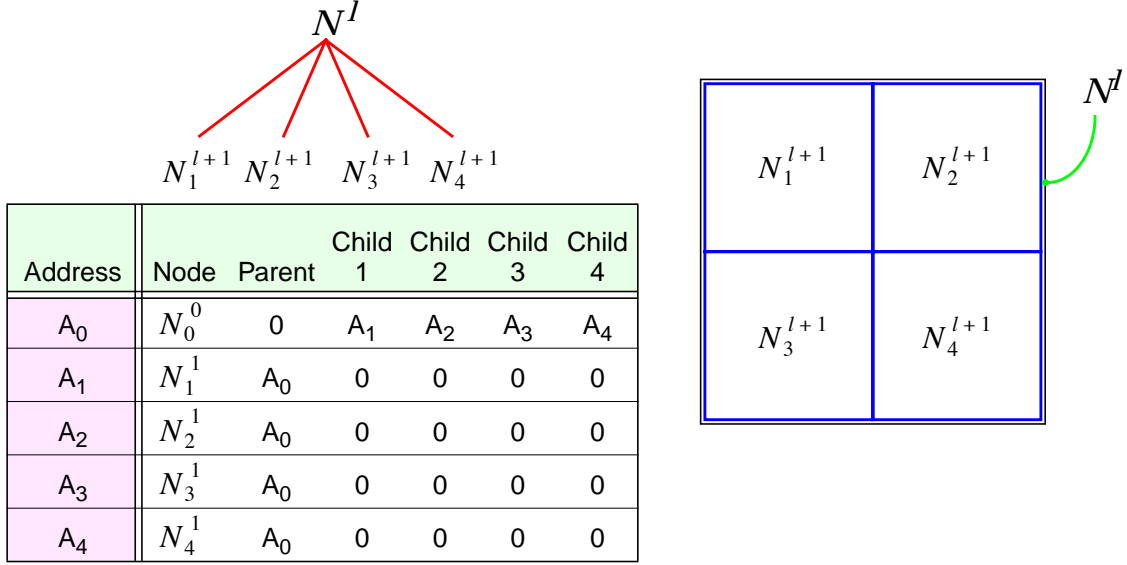 N^l
N_1^{l+1} N_2^{l+1} N_3^{l+1} N_4^{l+1}
Address Node Parent Child 1 Child 2 Child 3 Child 4
A_0 N_0^0 0 A_1 A_2 A_3 A_4
A_1 N_1^1 A_0 0 0 0 0
A_2 N_2^1 A_0 0 0 0 0
A_3 N_3^1 A_0 0 0 0 0
A_4 N_4^1 A_0 0 0 0 0
N^l
N_1^{l+1} N_2^{l+1}
N_3^{l+1} N_4^{l+1}